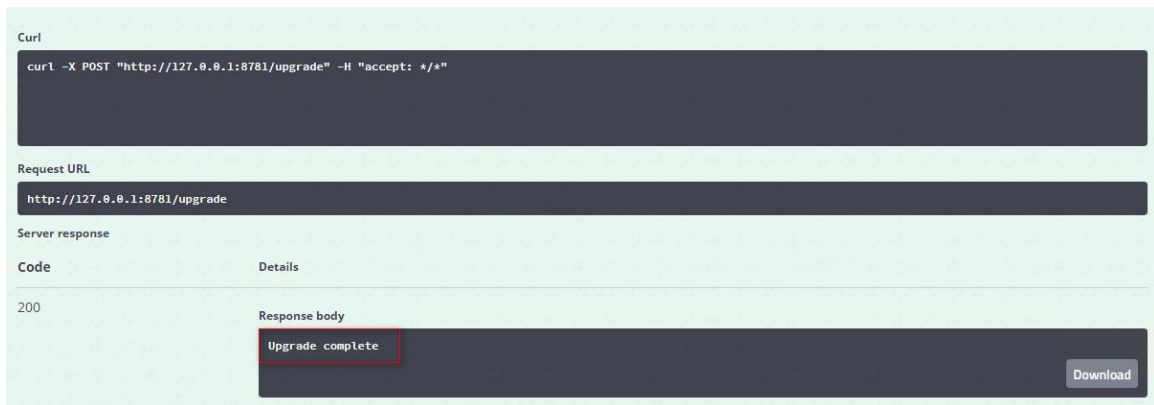 Curl
curl -X POST "http://127.0.0.1:8781/upgrade" -H "accept: */*"
Request URL
http://127.0.0.1:8781/upgrade
Server response
Code Details
200
Response body
Upgrade complete
Download